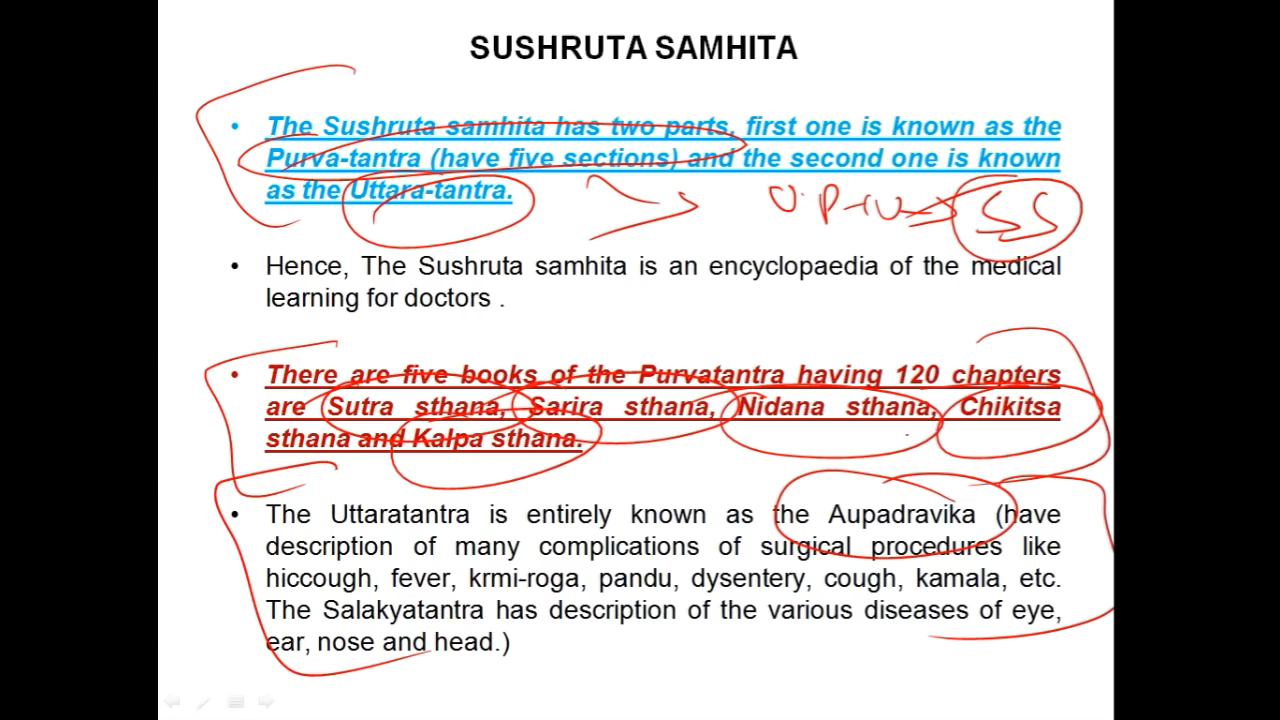 SUSHRUTA SAMHITA
• The Sushruta samhita has two parts, first one is known as the
Purva-tantra (have five sections) and the second one is known
as the Uttara-tantra.
SS
• Hence, The Sushruta samhita is an encyclopaedia of the medical
learning for doctors .
• There are five books of the Purvatantra having 120 chapters
are Sutra sthana, Sarira sthana, Nidana sthana, Chikitsa
sthana and Kalpa sthana.
• The Uttaratantra is entirely known as the Aupadravika (have
description of many complications of surgical procedures like
hiccough, fever, krmi-roga, pandu, dysentery, cough, kamala, etc.
The Salakyatantra has description of the various diseases of eye,
ear, nose and head.)